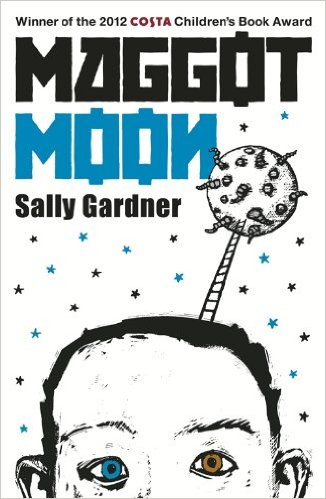 Winner of the 2012 COSTA Children's Book Award
MAGGOT
MOON
Sally Gardner